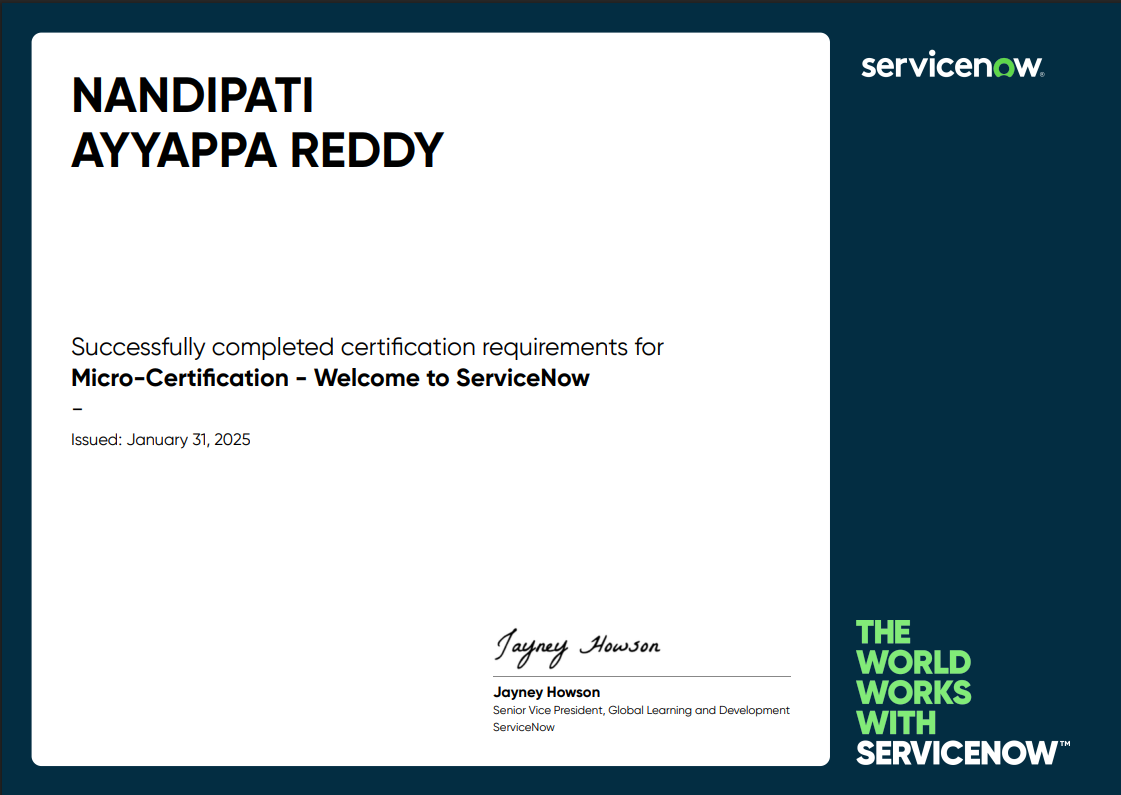 NANDIPATI
AYYAPPA REDDY
servicenow®
Successfully completed certification requirements for
Micro-Certification - Welcome to ServiceNow
–
Issued: January 31, 2025
Jayney Howson
Jayney Howson
Senior Vice President, Global Learning and Development
ServiceNow
THE
WORLD
WORKS
WITH
SERVICENOW™